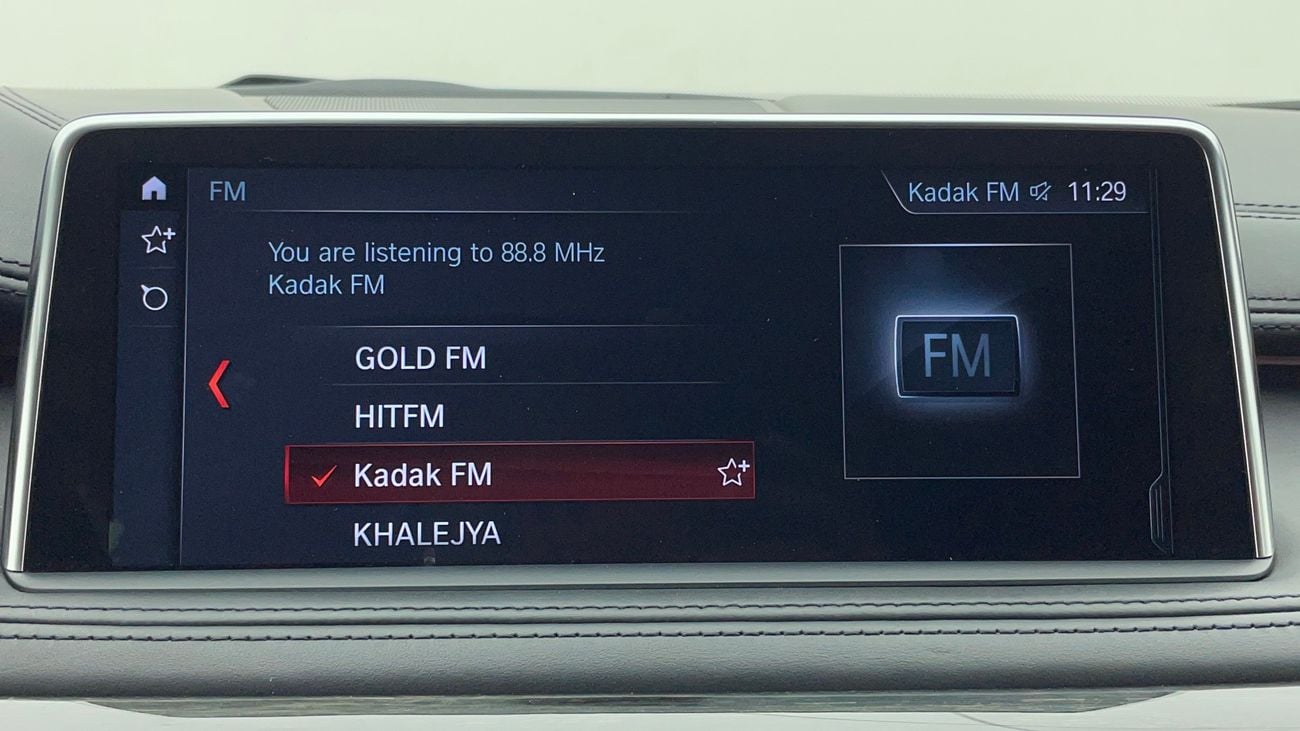 FM
Kadak FM 11:29
You are listening to 88.8 MHz
Kadak FM
GOLD FM
HITFM
Kadak FM
KHALEJYA
FM